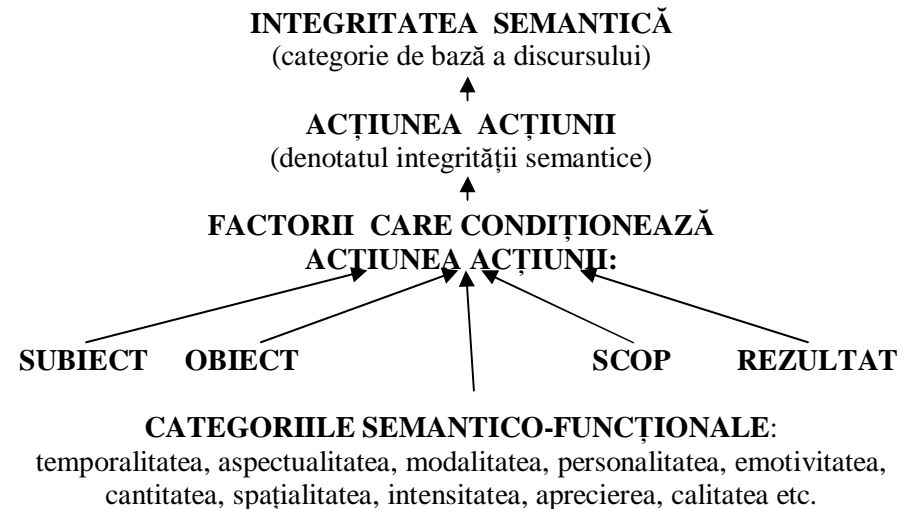 INTEGRITATEA SEMANTICĂ
(categorie de bază a discursului)
ACȚIUNEA ACȚIUNII
(denotatul integrității semantice)
FACTORII CARE CONDIȚIONEAZĂ
ACȚIUNEA ACȚIUNII:
SUBIECT OBIECT SCOP REZULTAT
CATEGORIILE SEMANTICO-FUNCȚIONALE:
temporalitatea, aspectualitatea, modalitatea, personalitatea, emotivitatea,
cantitatea, spațialitatea, intensitatea, aprecierea, calitatea etc.